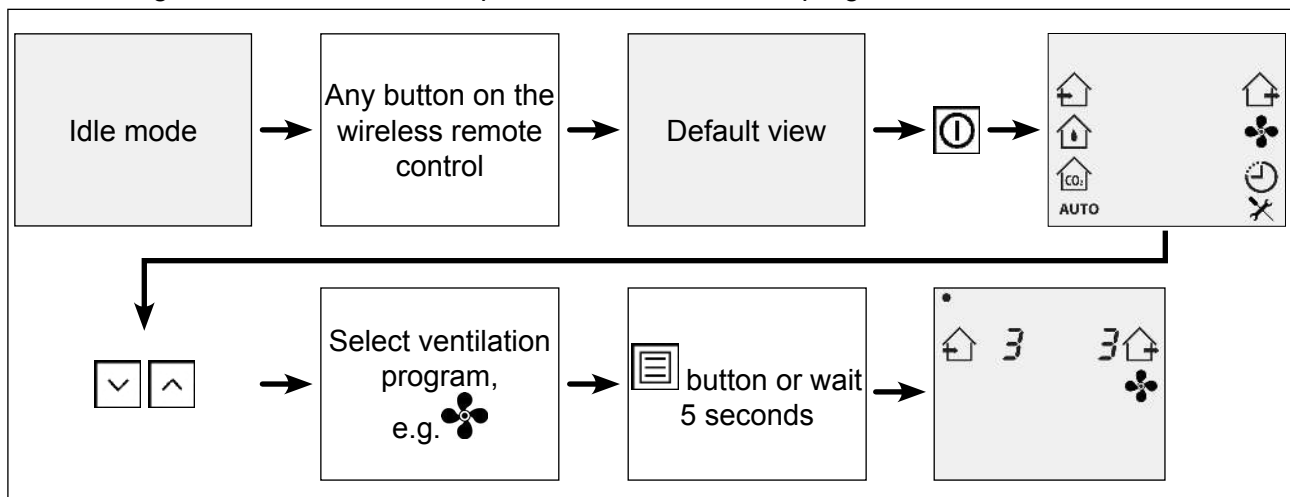 Idle mode
Any button on the
wireless remote
control
Default view
CO₂
AUTO
Select ventilation
program,
e.g.
button or wait
5 seconds
3 3